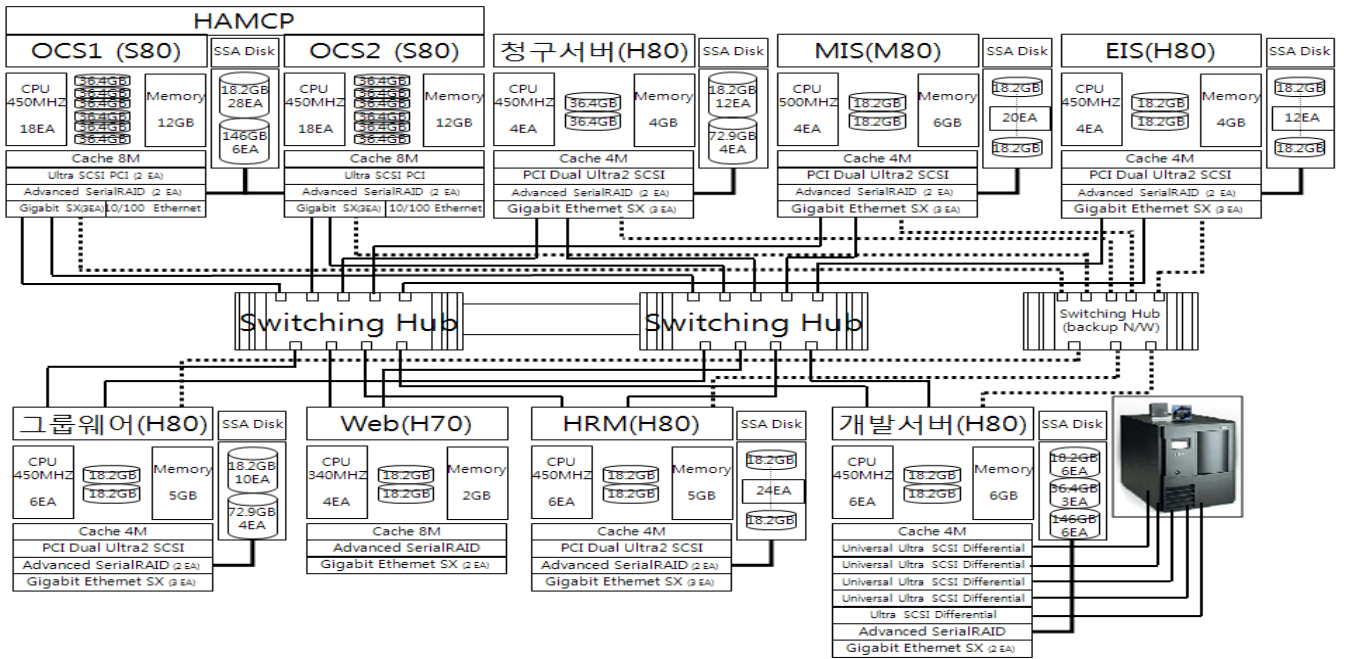 HAMCP
OCS1 (S80)
SSA Disk
OCS2 (S80)
CPU
450MHZ
18EA
36.4GB
36.4GB
36.4GB
36.4GB
36.4GB
36.4GB
Memory
12GB
18.2GB
28EA
146GB
6EA
CPU
450MHZ
18EA
36.4GB
36.4GB
36.4GB
36.4GB
36.4GB
36.4GB
Memory
12GB
Cache 8M
Ultra SCSI PCI (2 EA)
Advanced SerialRAID (2 EA)
Gigabit SX(3EA) 10/100 Ethernet
Cache 8M
Ultra SCSI PCI
Advanced SerialRAID (2 EA)
Gigabit SX(3EA) 10/100 Ethernet
청구서버(H80)
SSA Disk
CPU
450MHZ
4EA
36.4GB
36.4GB
Memory
4GB
18.2GB
12EA
72.9GB
4EA
Cache 4M
PCI Dual Ultra2 SCSI
Advanced SerialRAID (2 EA)
Gigabit Ethernet SX (3 EA)
MIS(M80)
SSA Disk
CPU
500MHZ
4EA
18.2GB
18.2GB
Memory
6GB
18.2GB
20EA
18.2GB
Cache 4M
PCI Dual Ultra2 SCSI
Advanced SerialRAID (2 EA)
Gigabit Ethernet SX (3 EA)
EIS(H80)
SSA Disk
CPU
450MHZ
4EA
18.2GB
18.2GB
Memory
4GB
18.2GB
12EA
18.2GB
Cache 4M
PCI Dual Ultra2 SCSI
Advanced SerialRAID (2 EA)
Gigabit Ethernet SX (3 EA)
Switching Hub
Switching Hub
Switching Hub
(backup N/W)
그룹웨어(H80)
SSA Disk
CPU
450MHZ
6EA
18.2GB
18.2GB
Memory
5GB
18.2GB
10EA
72.9GB
4EA
Cache 4M
PCI Dual Ultra2 SCSI
Advanced SerialRAID (2 EA)
Gigabit Ethernet SX (3 EA)
Web(H70)
CPU
340MHZ
4EA
18.2GB
18.2GB
Memory
2GB
Cache 8M
Advanced SerialRAID
Gigabit Ethernet SX (2 EA)
HRM(H80)
SSA Disk
CPU
450MHZ
6EA
18.2GB
18.2GB
Memory
5GB
18.2GB
24EA
18.2GB
Cache 4M
PCI Dual Ultra2 SCSI
Advanced SerialRAID (2 EA)
Gigabit Ethernet SX (3 EA)
개발서버(H80)
SSA Disk
CPU
450MHZ
6EA
18.2GB
18.2GB
Memory
6GB
18.2GB
6EA
36.4GB
3EA
146GB
6EA
Cache 4M
Universal Ultra SCSI Differential
Universal Ultra SCSI Differential
Universal Ultra SCSI Differential
Universal Ultra SCSI Differential
Ultra SCSI Differential
Advanced SerialRAID
Gigabit Ethernet SX (2 EA)